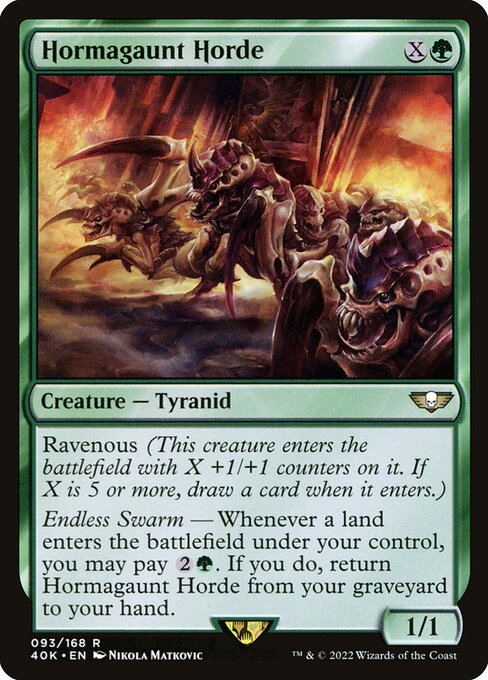 Hormagaunt Horde X
Creature — Tyranid
Ravenous (This creature enters the
battlefield with X +1/+1 counters on it. If
X is 5 or more, draw a card when it enters.)
Endless Swarm — Whenever a land
enters the battlefield under your control,
you may pay 2. If you do, return
Hormagaunt Horde from your graveyard
to your hand.
1/1
093/168 R
40K • EN Nikola Matkovic
™ & © 2022 Wizards of the Coast